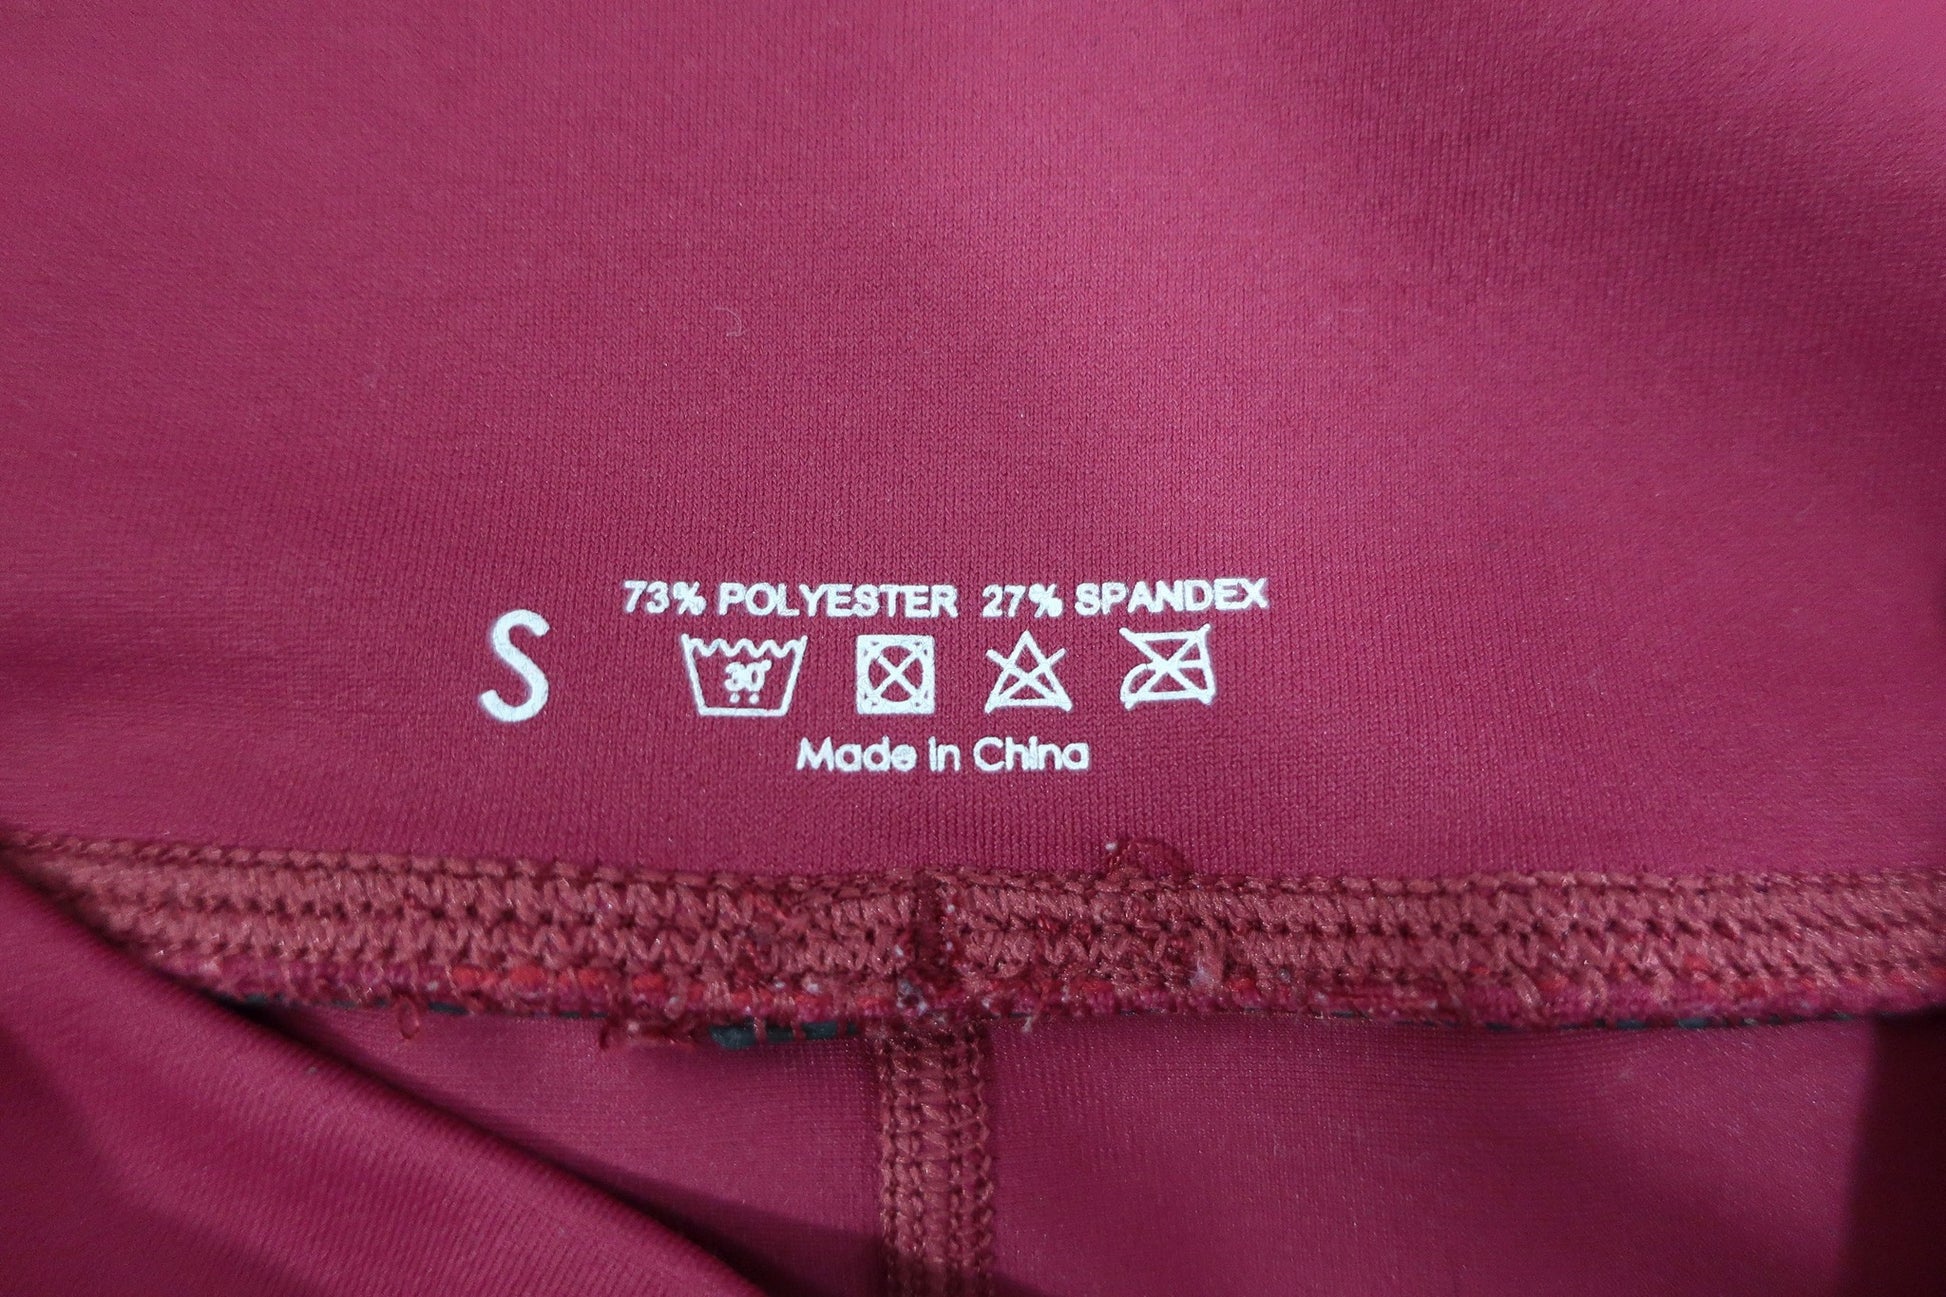 S
73% POLYESTER 27% SPANDEX
30°
Made in China